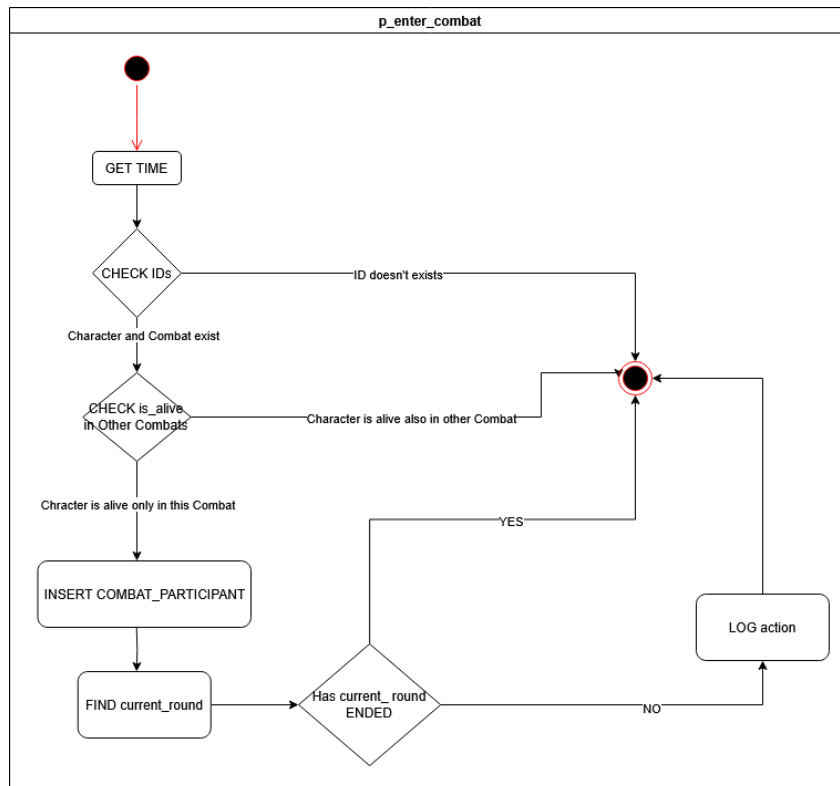 p_enter_combat
GET TIME
CHECK IDs
ID doesn't exists
Character and Combat exist
CHECK is_alive
in Other Combats
Character is alive also in other Combat
Chracter is alive only in this Combat
YES
INSERT COMBAT_PARTICIPANT
LOG action
FIND current_round
Has current_ round
ENDED
NO